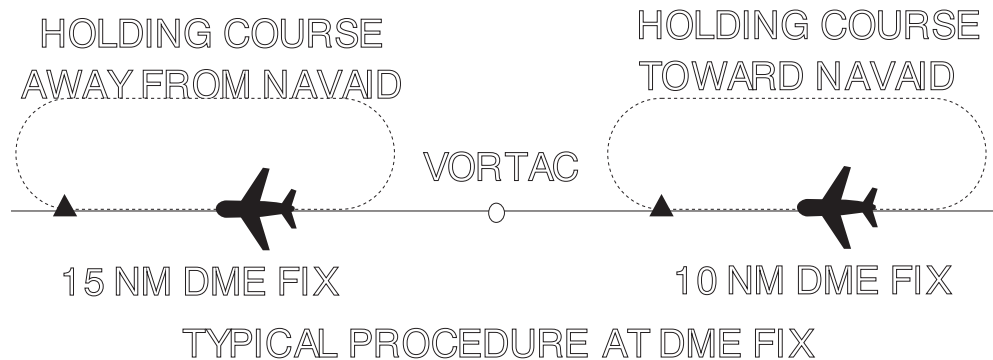 HOLDING COURSE
AWAY FROM NAVAID
HOLDING COURSE
TOWARD NAVAID
VORTAC
15 NM DME FIX
10 NM DME FIX
TYPICAL PROCEDURE AT DME FIX